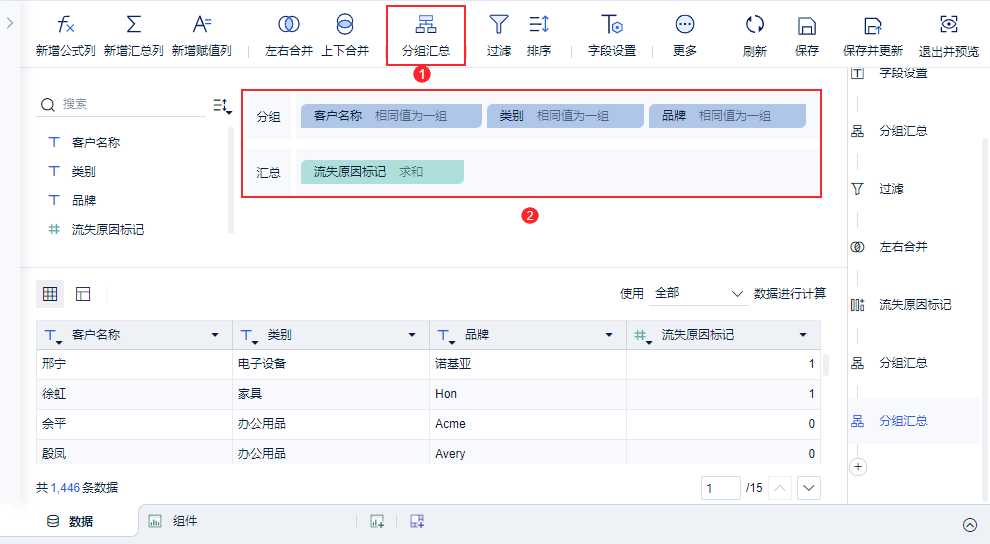 新增公式列 新增汇总列 新增赋值列 左右合并 上下合并 分组汇总 过滤 排序 字段设置 更多 刷新 保存 保存并更新 退出并预览
1
字段设置
搜索
分组 客户名称 相同值为一组 类别 相同值为一组 品牌 相同值为一组
分组汇总
客户名称
类别
汇总 流失原因标记 求和
过滤
品牌
2
流失原因标记
左右合并
使用 全部 数据进行计算
流失原因标记
客户名称 类别 品牌 流失原因标记
邢宁 电子设备 诺基亚 1
分组汇总
徐虹 家具 Hon 1
余平 办公用品 Acme 0
分组汇总
殷凤 办公用品 Avery 0
共 1,446 条数据 1 /15
数据 组件